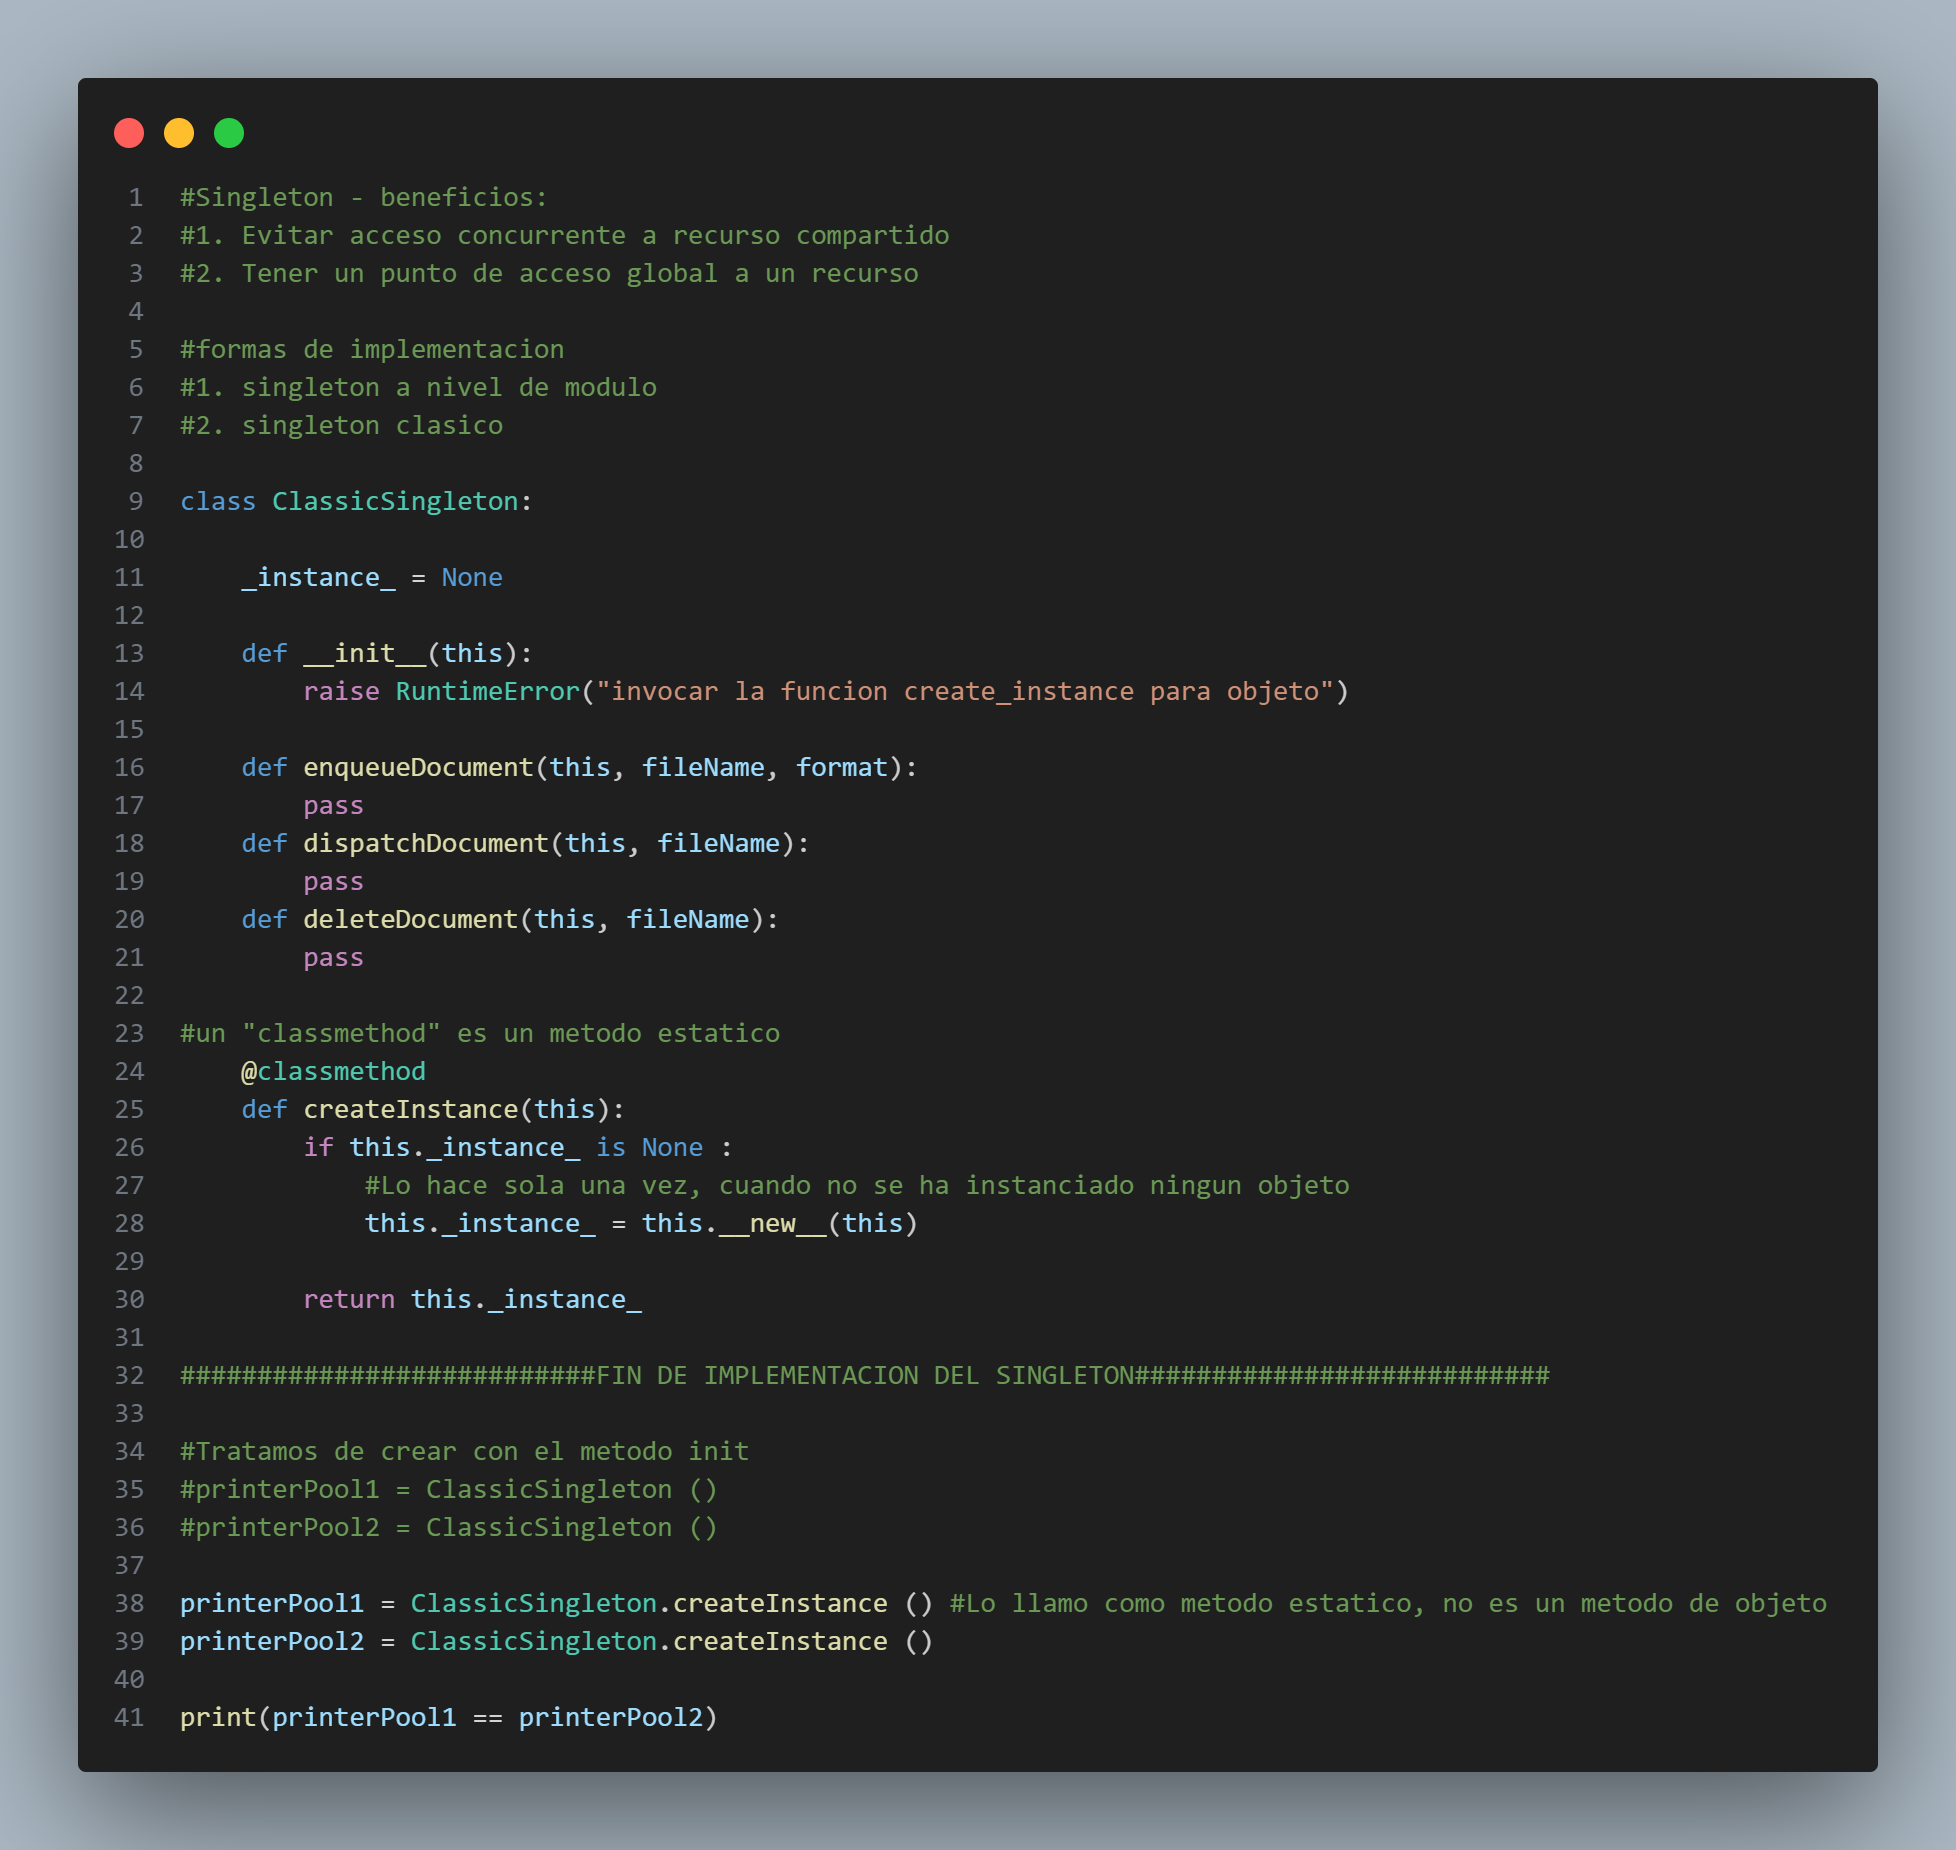 1 #Singleton - beneficios:
2 #1. Evitar acceso concurrente a recurso compartido
3 #2. Tener un punto de acceso global a un recurso
4
5 #formas de implementacion
6 #1. singleton a nivel de modulo
7 #2. singleton clasico
8
9 class ClassicSingleton:
10
11     _instance_ = None
12
13     def __init__(this):
14         raise RuntimeError("invocar la funcion create_instance para objeto")
15
16     def enqueueDocument(this, fileName, format):
17         pass
18     def dispatchDocument(this, fileName):
19         pass
20     def deleteDocument(this, fileName):
21         pass
22
23 #un "classmethod" es un metodo estatico
24     @classmethod
25     def createInstance(this):
26         if this._instance_ is None :
27             #Lo hace sola una vez, cuando no se ha instanciado ningun objeto
28             this._instance_ = this.__new__(this)
29
30         return this._instance_
31
32 ###########################FIN DE IMPLEMENTACION DEL SINGLETON###########################
33
34 #Tratamos de crear con el metodo init
35 #printerPool1 = ClassicSingleton ()
36 #printerPool2 = ClassicSingleton ()
37
38 printerPool1 = ClassicSingleton.createInstance () #Lo llamo como metodo estatico, no es un metodo de objeto
39 printerPool2 = ClassicSingleton.createInstance ()
40
41 print(printerPool1 == printerPool2)